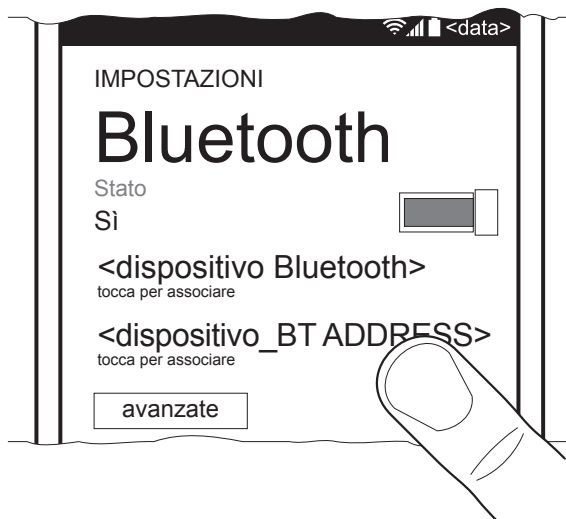 <data>
IMPOSTAZIONI
Bluetooth
Stato
Sì
<dispositivo Bluetooth>
tocca per associare
<dispositivo_BT ADDRESS>
tocca per associare
avanzate